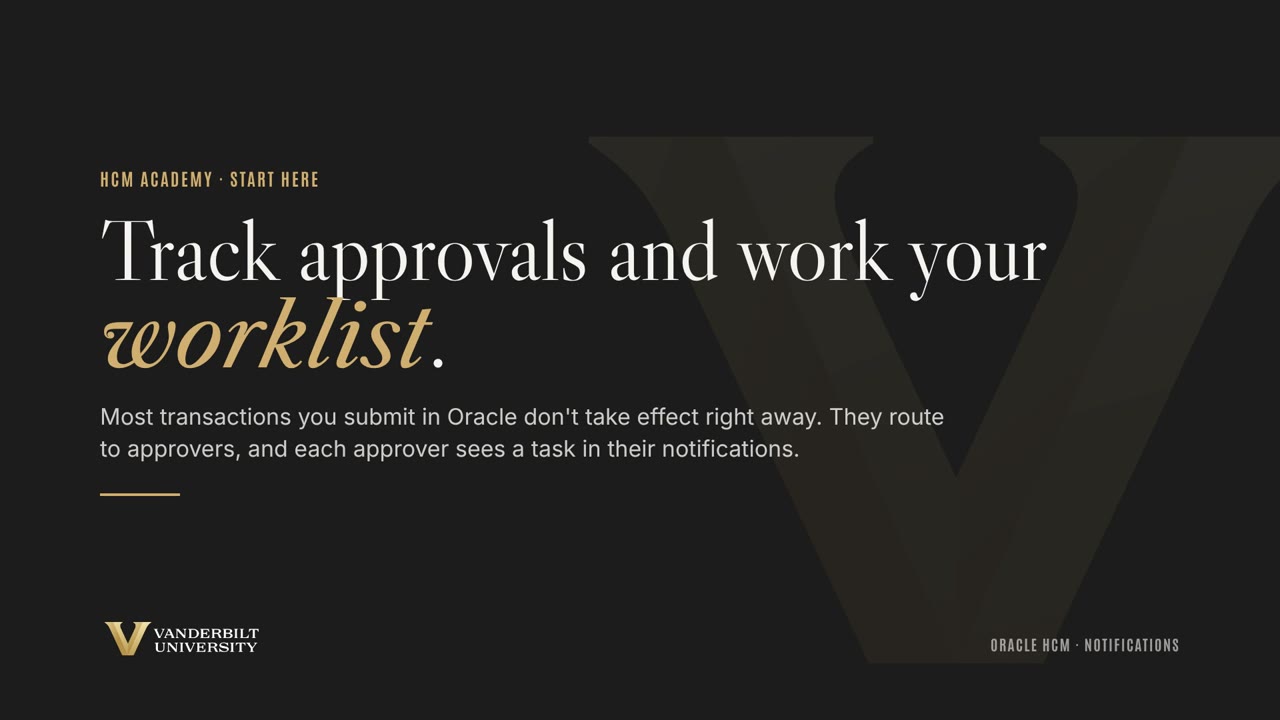 HCM ACADEMY · START HERE
Track approvals and work your
worklist.
Most transactions you submit in Oracle don't take effect right away. They route
to approvers, and each approver sees a task in their notifications.
VANDERBILT
UNIVERSITY
ORACLE HCM · NOTIFICATIONS